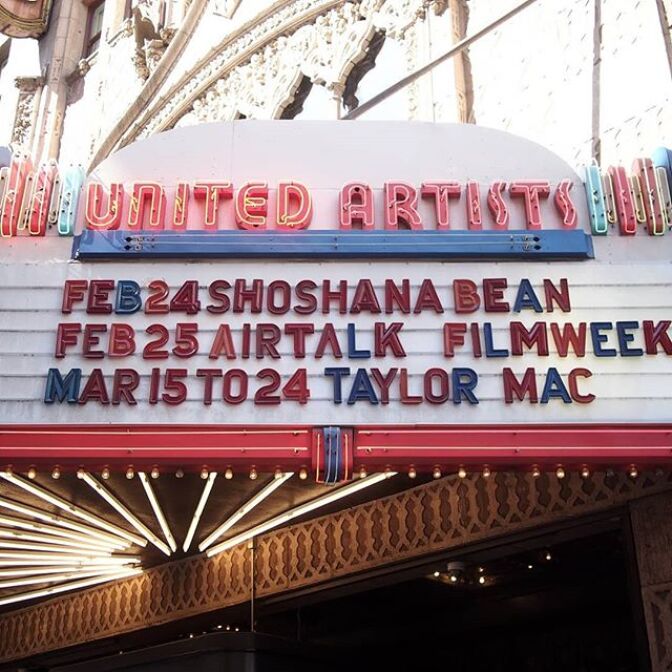 UNITED ARTISTS
FEB 24 SHOSHANA BEAN
FEB 25 AIRTALK FILMWEEK
MAR 15 TO 24 TAYLOR MAC